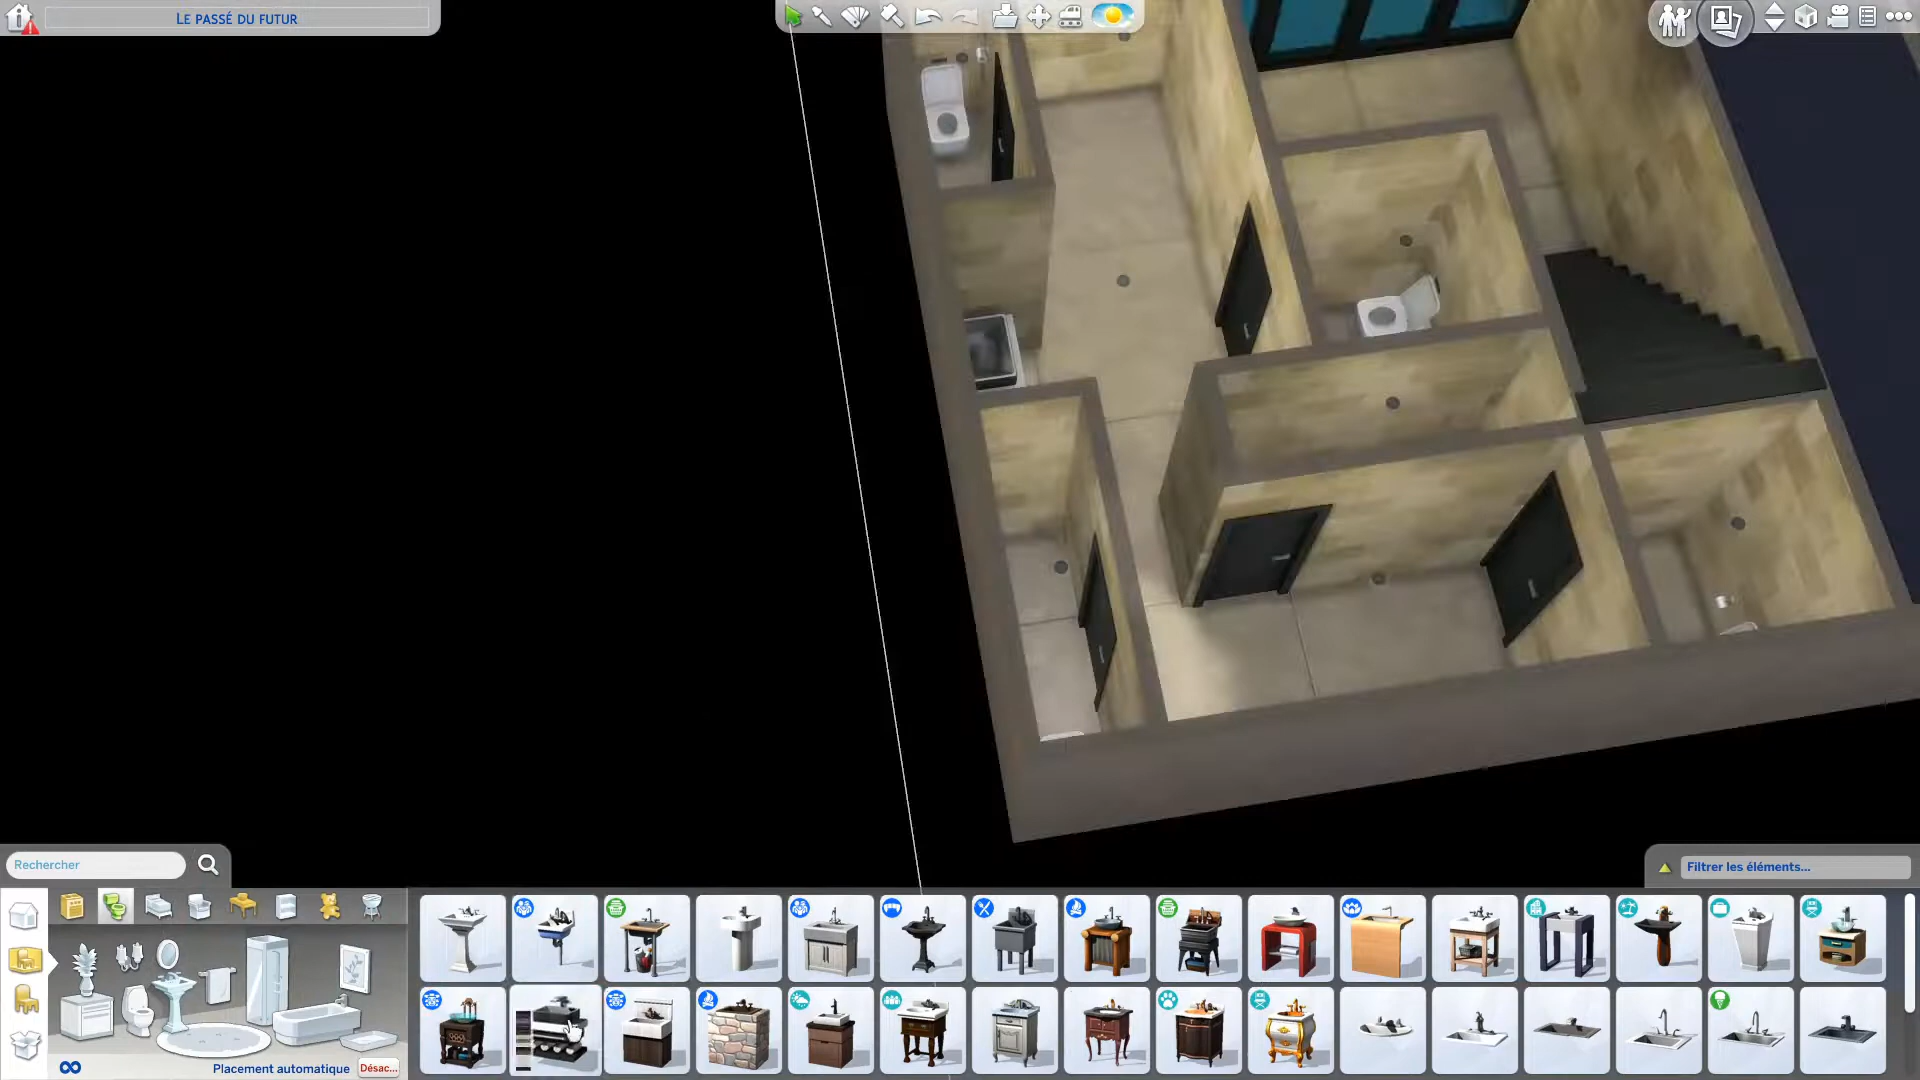 Le passé du futur
Rechercher
Filtrer les éléments...
Placement automatique
Désac...